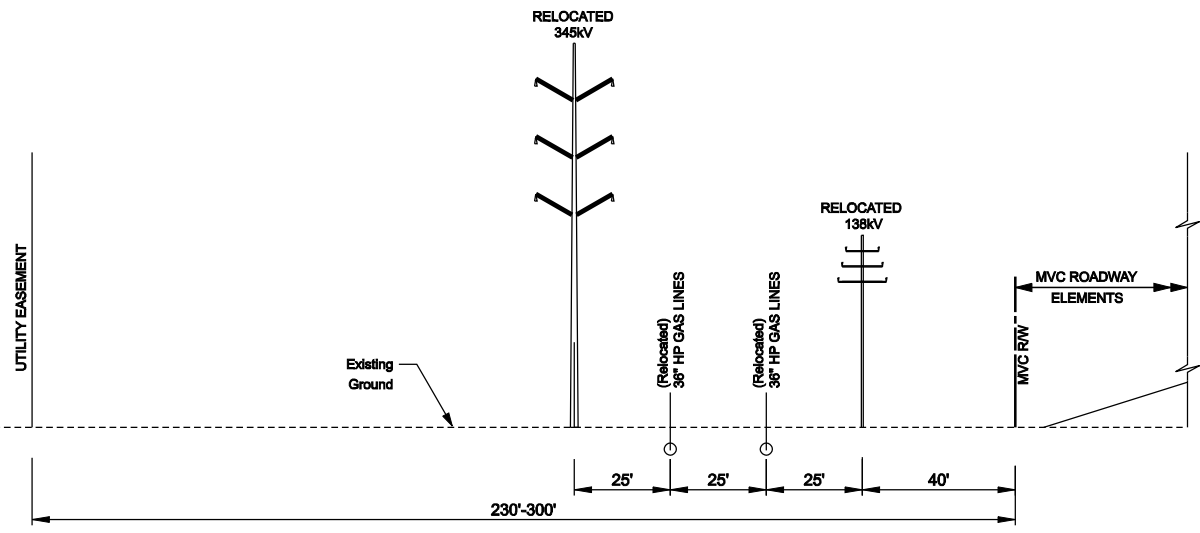 RELOCATED
345kV
RELOCATED
138kV
UTILITY EASEMENT
Existing
Ground
(Relocated)
36" HP GAS LINES
(Relocated)
36" HP GAS LINES
MVC R/W
MVC ROADWAY
ELEMENTS
25'
25'
25'
40'
230'-300'